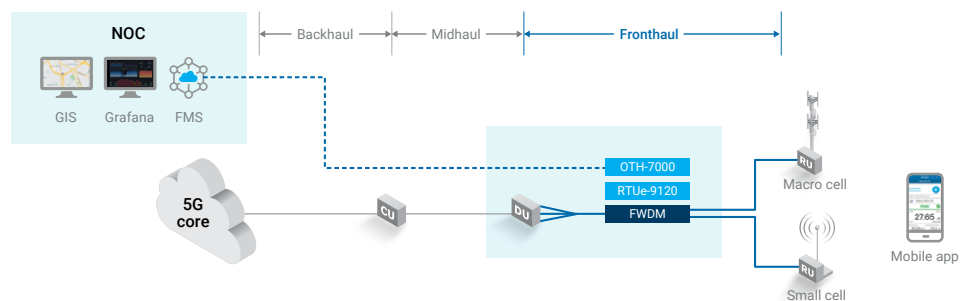 NOC
Backhaul
Midhaul
Fronthaul
GIS
Grafana
FMS
OTH-7000
RTUe-9120
FWDM
5G
core
CU
DU
RU
Macro cell
RU
Small cell
27.65
Mobile app